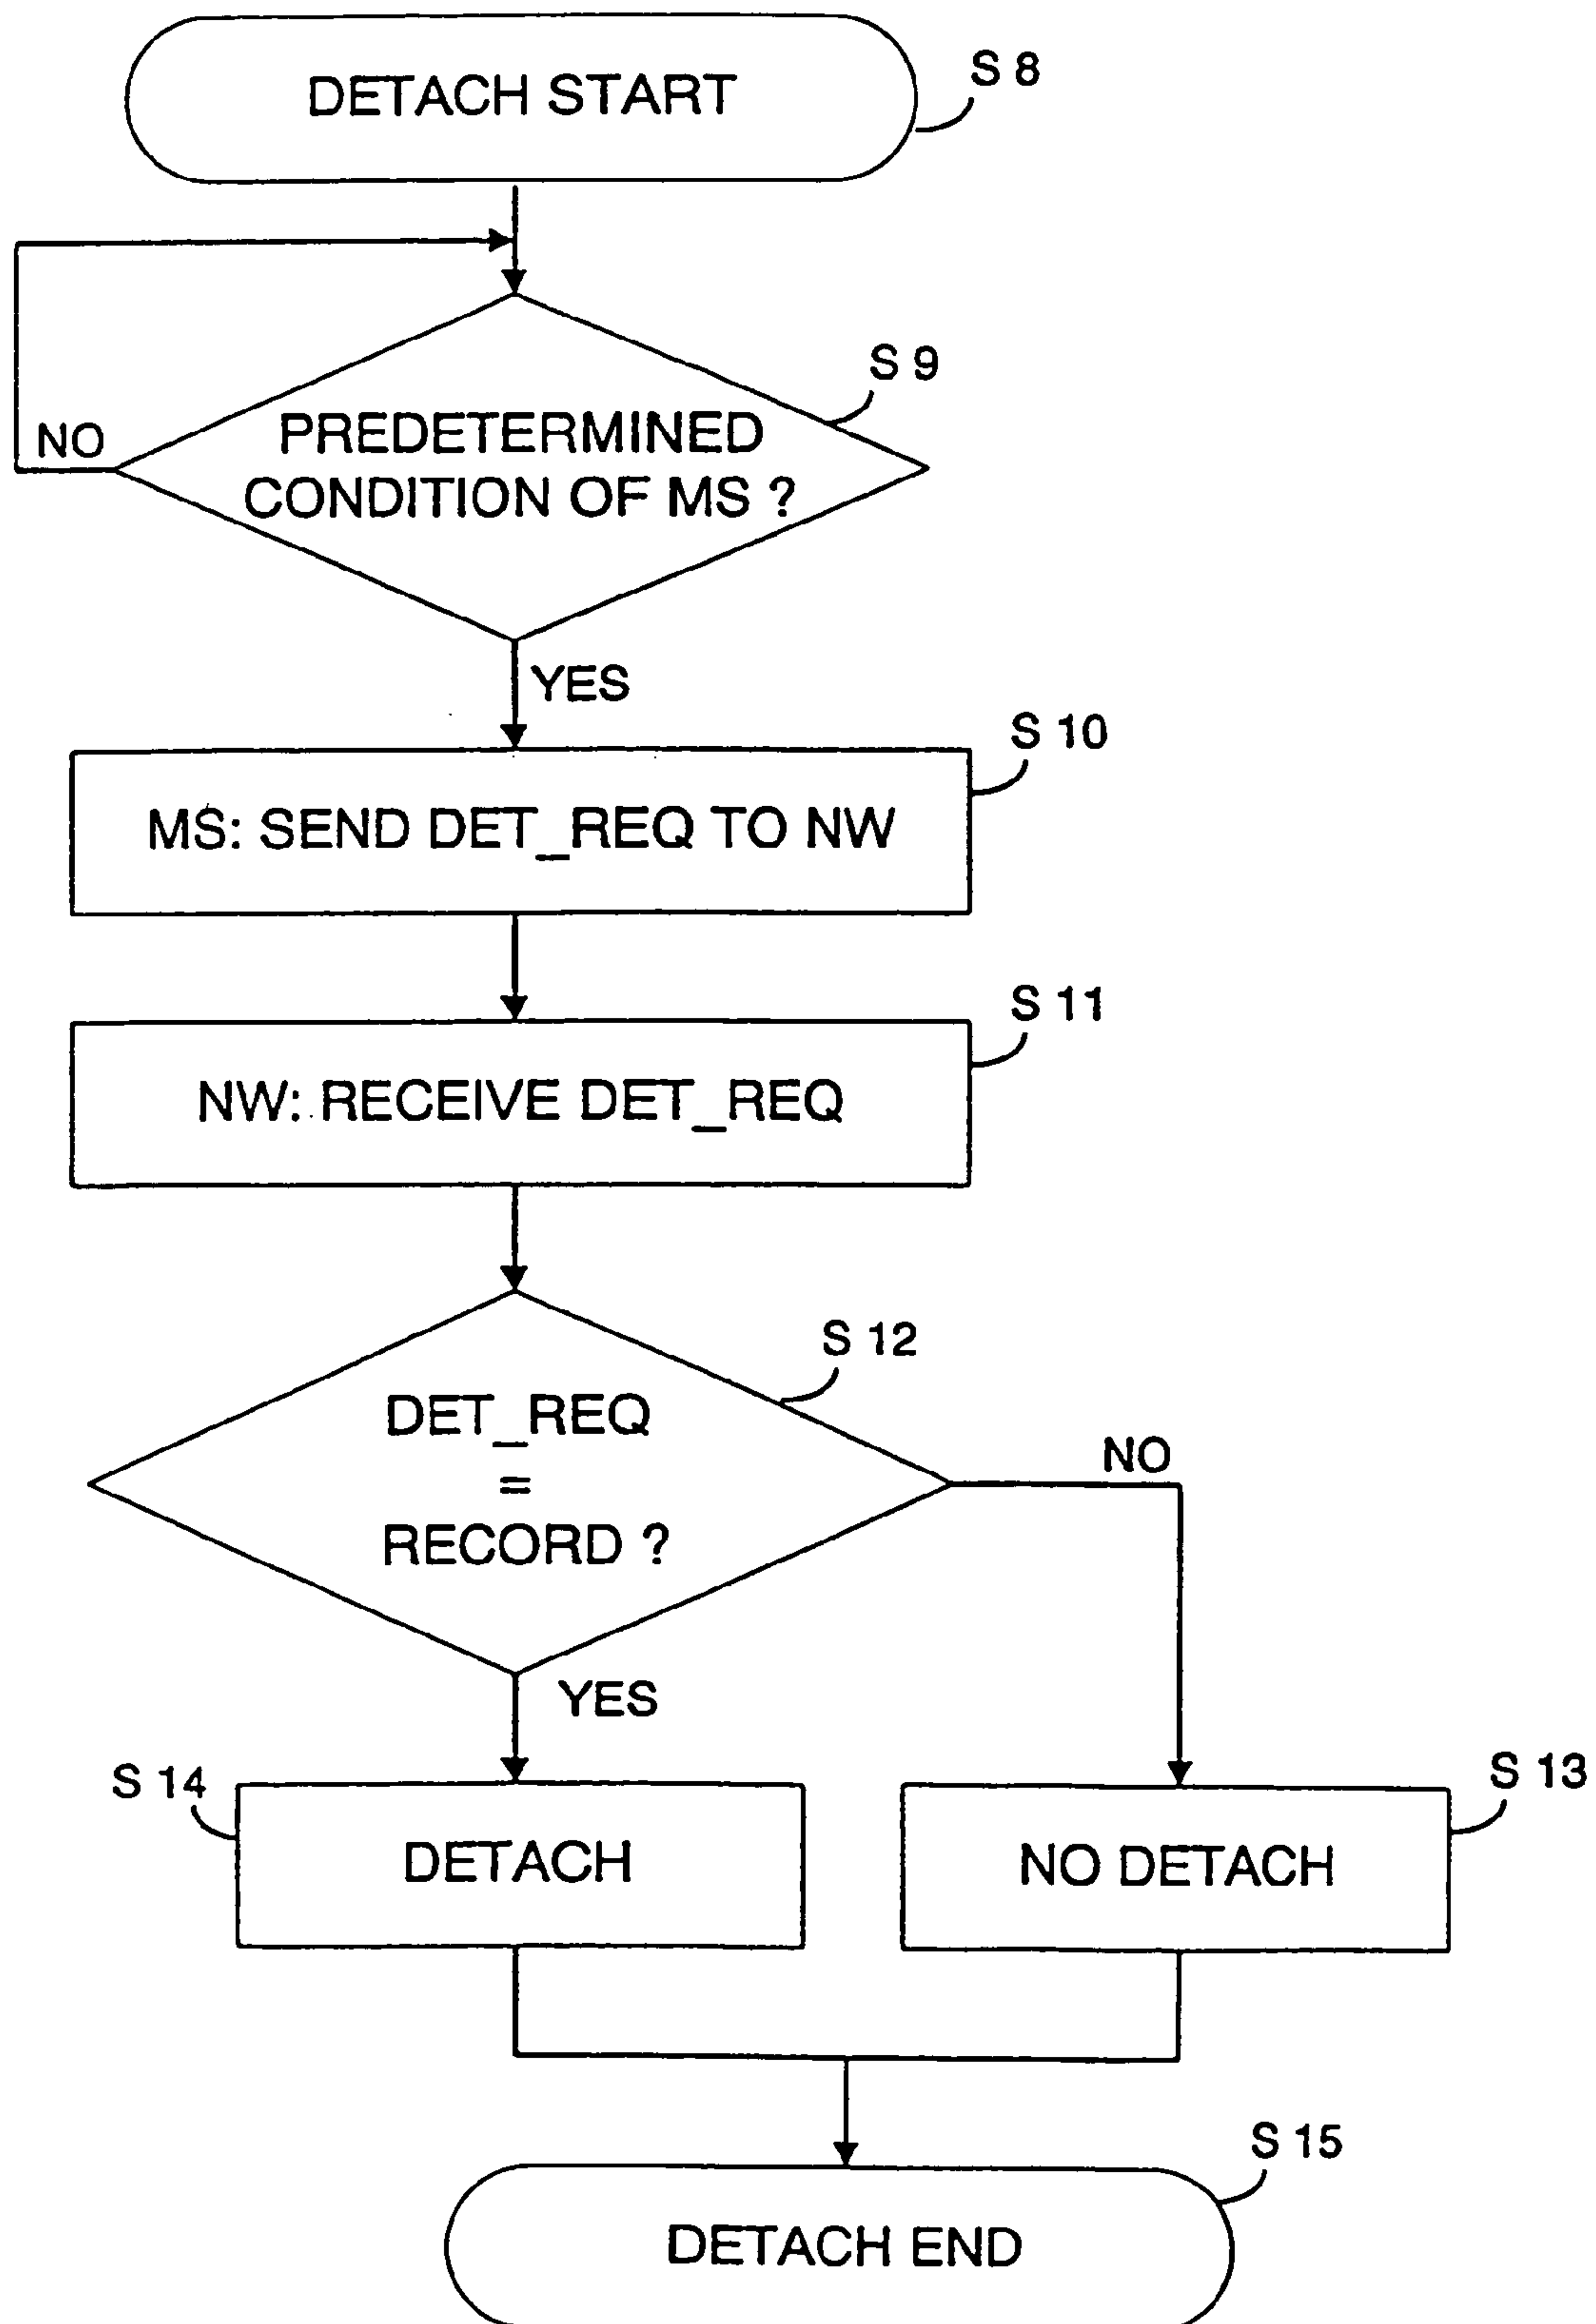 DETACH START
S 8
S 9
NO
PREDETERMINED
CONDITION OF MS ?
YES
S 10
MS: SEND DET_REQ TO NW
S 11
NW: RECEIVE DET_REQ
S 12
DET_REQ
=
RECORD ?
NO
YES
S 14
S 13
DETACH
NO DETACH
S 15
DETACH END